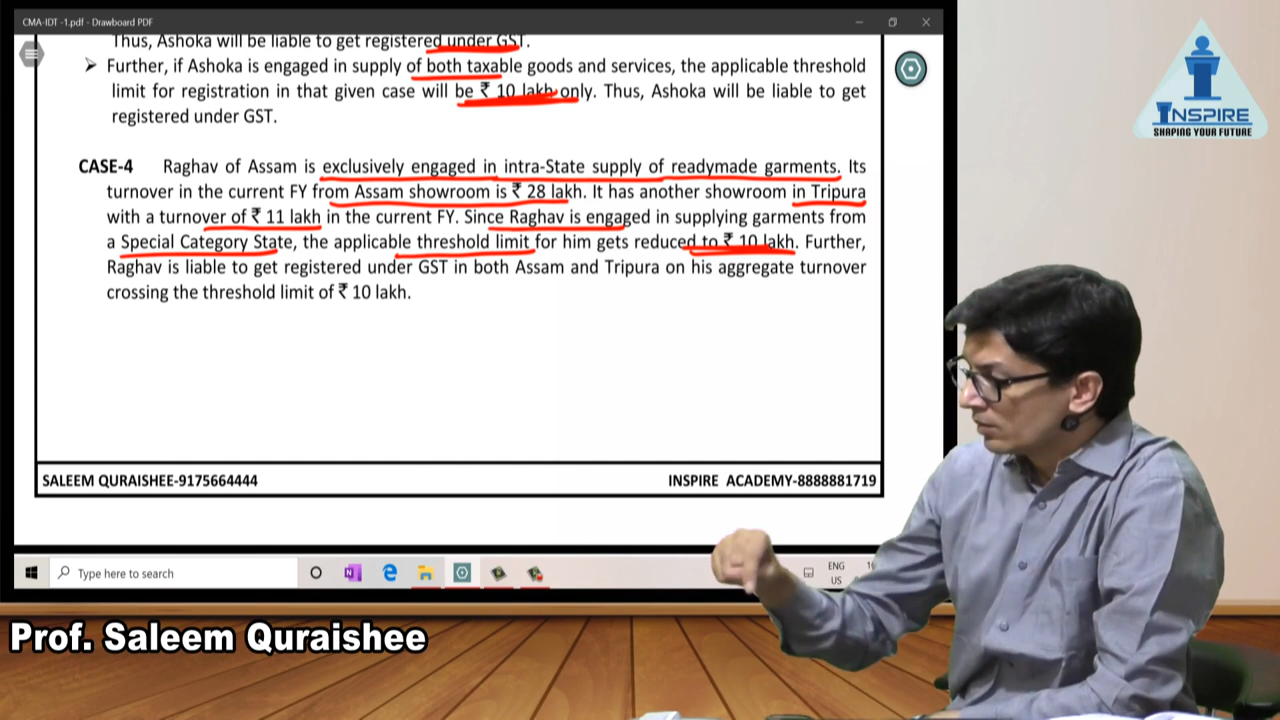 CMA-IDT -1.pdf - Drawboard PDF
Thus, Ashoka will be liable to get registered under GST.
➤ Further, if Ashoka is engaged in supply of both taxable goods and services, the applicable threshold
limit for registration in that given case will be ₹ 10 lakh only. Thus, Ashoka will be liable to get
registered under GST.
CASE-4 Raghav of Assam is exclusively engaged in intra-State supply of readymade garments. Its
turnover in the current FY from Assam showroom is ₹ 28 lakh. It has another showroom in Tripura
with a turnover of ₹ 11 lakh in the current FY. Since Raghav is engaged in supplying garments from
a Special Category State, the applicable threshold limit for him gets reduced to ₹ 10 lakh. Further,
Raghav is liable to get registered under GST in both Assam and Tripura on his aggregate turnover
crossing the threshold limit of ₹ 10 lakh.
SALEEM QURAISHEE-9175664444 INSPIRE ACADEMY-8888881719
Type here to search
ENG
US
INSPIRE
SHAPING YOUR FUTURE
Prof. Saleem Quraishee